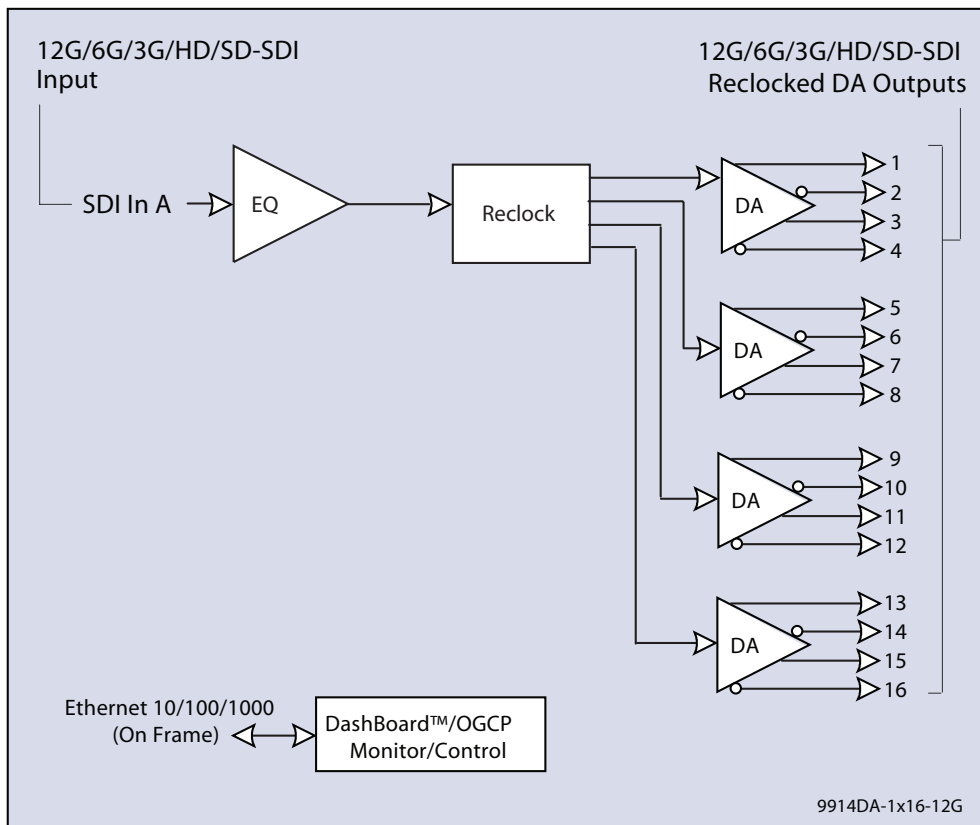 12G/6G/3G/HD/SD-SDI
Input
12G/6G/3G/HD/SD-SDI
Reclocked DA Outputs
SDI In A
EQ
Reclock
DA
1
2
3
4
DA
5
6
7
8
DA
9
10
11
12
DA
13
14
15
16
Ethernet 10/100/1000
(On Frame)
DashBoard™/OGCP
Monitor/Control
9914DA-1x16-12G